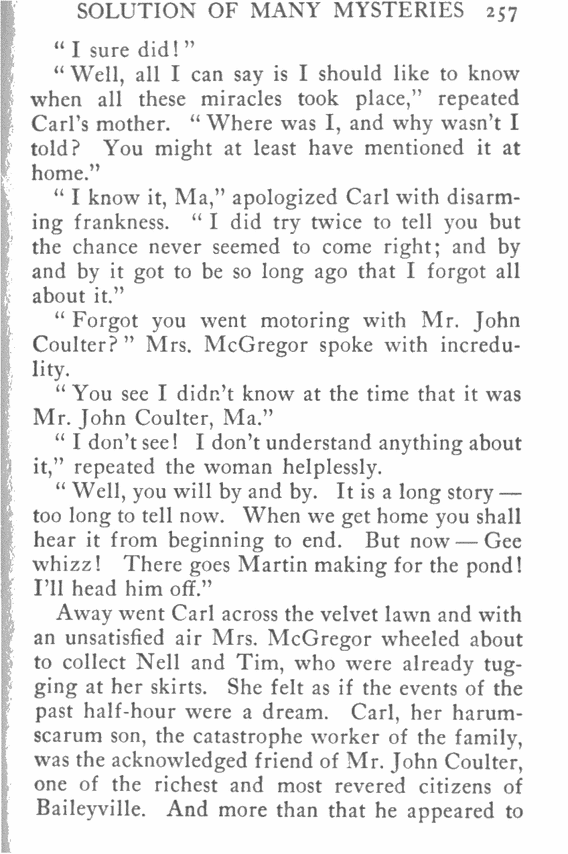 SOLUTION OF MANY MYSTERIES 257
“ I sure did! ”
“ Well, all I can say is I should like to know
when all these miracles took place,” repeated
Carl’s mother. “ Where was I, and why wasn’t I
told? You might at least have mentioned it at
home.”
“ I know it, Ma,” apologized Carl with disarm-
ing frankness. “ I did try twice to tell you but
the chance never seemed to come right; and by
and by it got to be so long ago that I forgot all
about it.”
“ Forgot you went motoring with Mr. John
Coulter? ” Mrs. McGregor spoke with incredu-
lity.
“ You see I didn’t know at the time that it was
Mr. John Coulter, Ma.”
“ I don’t see! I don’t understand anything about
it,” repeated the woman helplessly.
“ Well, you will by and by. It is a long story —
too long to tell now. When we get home you shall
hear it from beginning to end. But now — Gee
whizz! There goes Martin making for the pond!
I’ll head him off.”
Away went Carl across the velvet lawn and with
an unsatisfied air Mrs. McGregor wheeled about
to collect Nell and Tim, who were already tug-
ging at her skirts. She felt as if the events of the
past half-hour were a dream. Carl, her harum-
scarum son, the catastrophe worker of the family,
was the acknowledged friend of Mr. John Coulter,
one of the richest and most revered citizens of
Baileyville. And more than that he appeared to